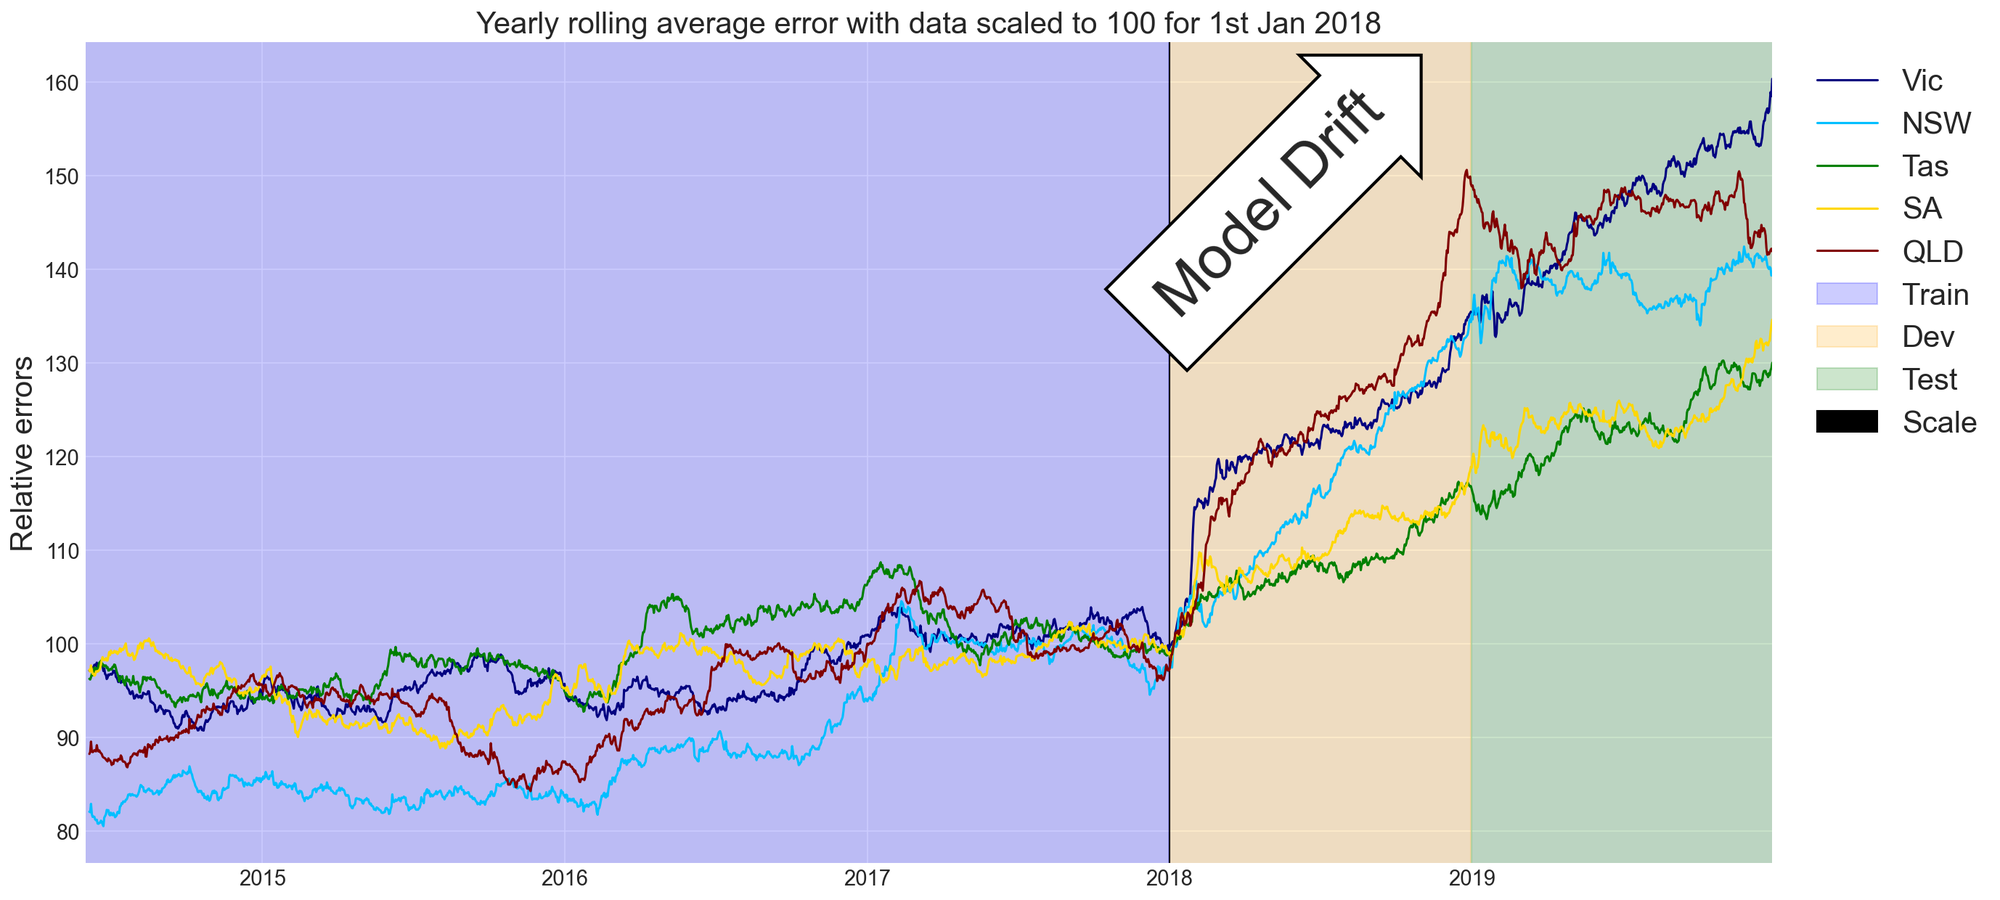 Yearly rolling average error with data scaled to 100 for 1st Jan 2018
Relative errors
160
150
140
130
120
110
100
90
80
2015
2016
2017
2018
2019
Model Drift
Vic
NSW
Tas
SA
QLD
Train
Dev
Test
Scale